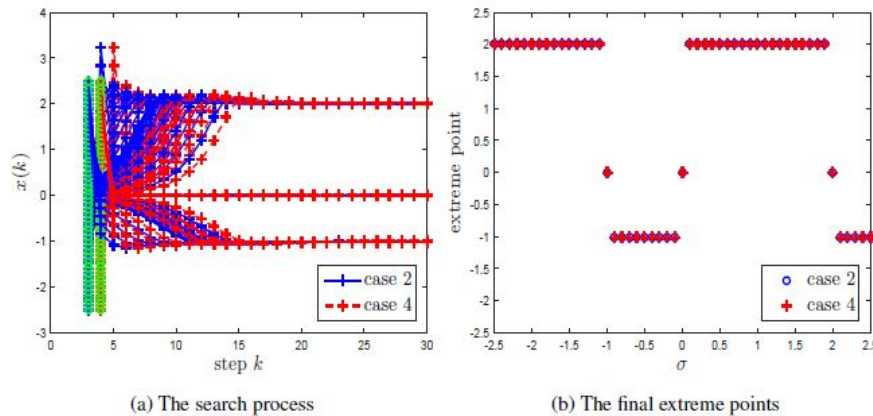 4
3
2
1
0
-1
-2
-3
x(k)
0 5 10 15 20 25 30
step k
case 2
case 4
(a) The search process
2.5
2
1.5
1
0.5
0
-0.5
-1
-1.5
-2
-2.5
extreme point
-2.5 -2 -1.5 -1 -0.5 0 0.5 1 1.5 2 2.5
σ
case 2
case 4
(b) The final extreme points